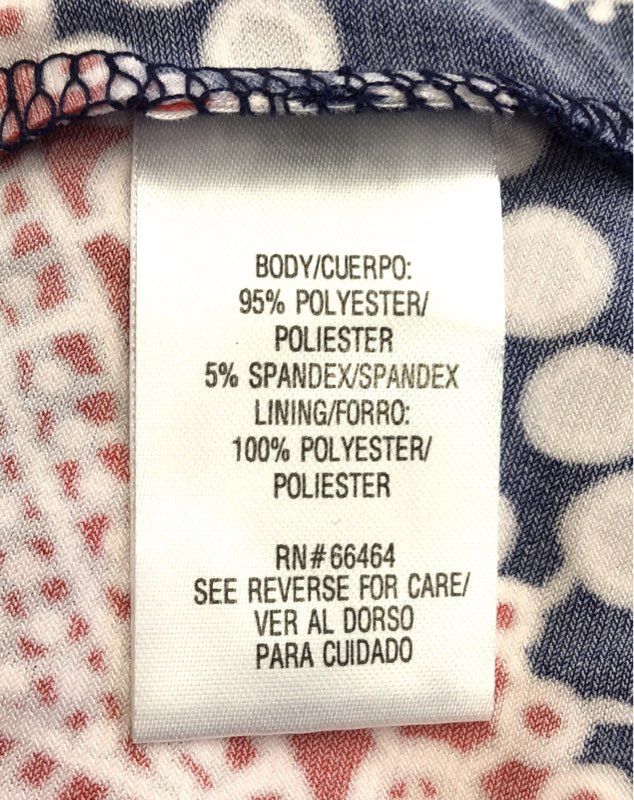 BODY/CUERPO:
95% POLYESTER/
POLIESTER
5% SPANDEX/SPANDEX
LINING/FORRO:
100% POLYESTER/
POLIESTER
RN#66464
SEE REVERSE FOR CARE/
VER AL DORSO
PARA CUIDADO